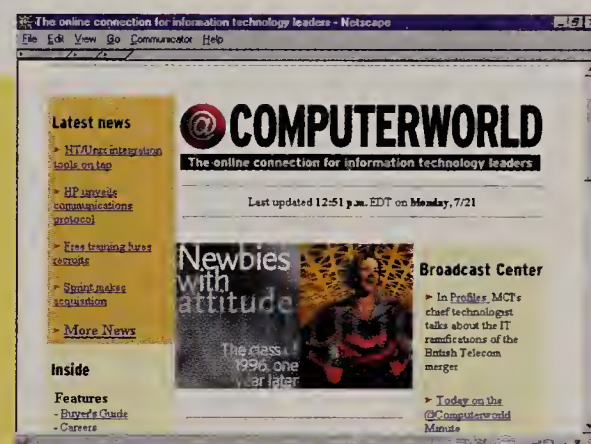 The online connection for information technology leaders - Netscape
File Edit View Go Communicator Help
Latest news
▸ NT/Unix integration
tools on tap
▸ HP unveils
communications
protocol
▸ Free training lures
recruits
▸ Sprint makes
acquisition
▸ More News
Inside
Features
- Buyer's Guide
- Careers
@ COMPUTERWORLD
The online connection for information technology leaders
Last updated 12:51 p.m. EDT on Monday, 7/21
Newbies
with
attitude
The class of
1996, one
year later
Broadcast Center
▸ In Profiles, MCI's
chief technologist
talks about the IT
ramifications of the
British Telecom
merger
▸ Today on the
@Computerworld
Minute